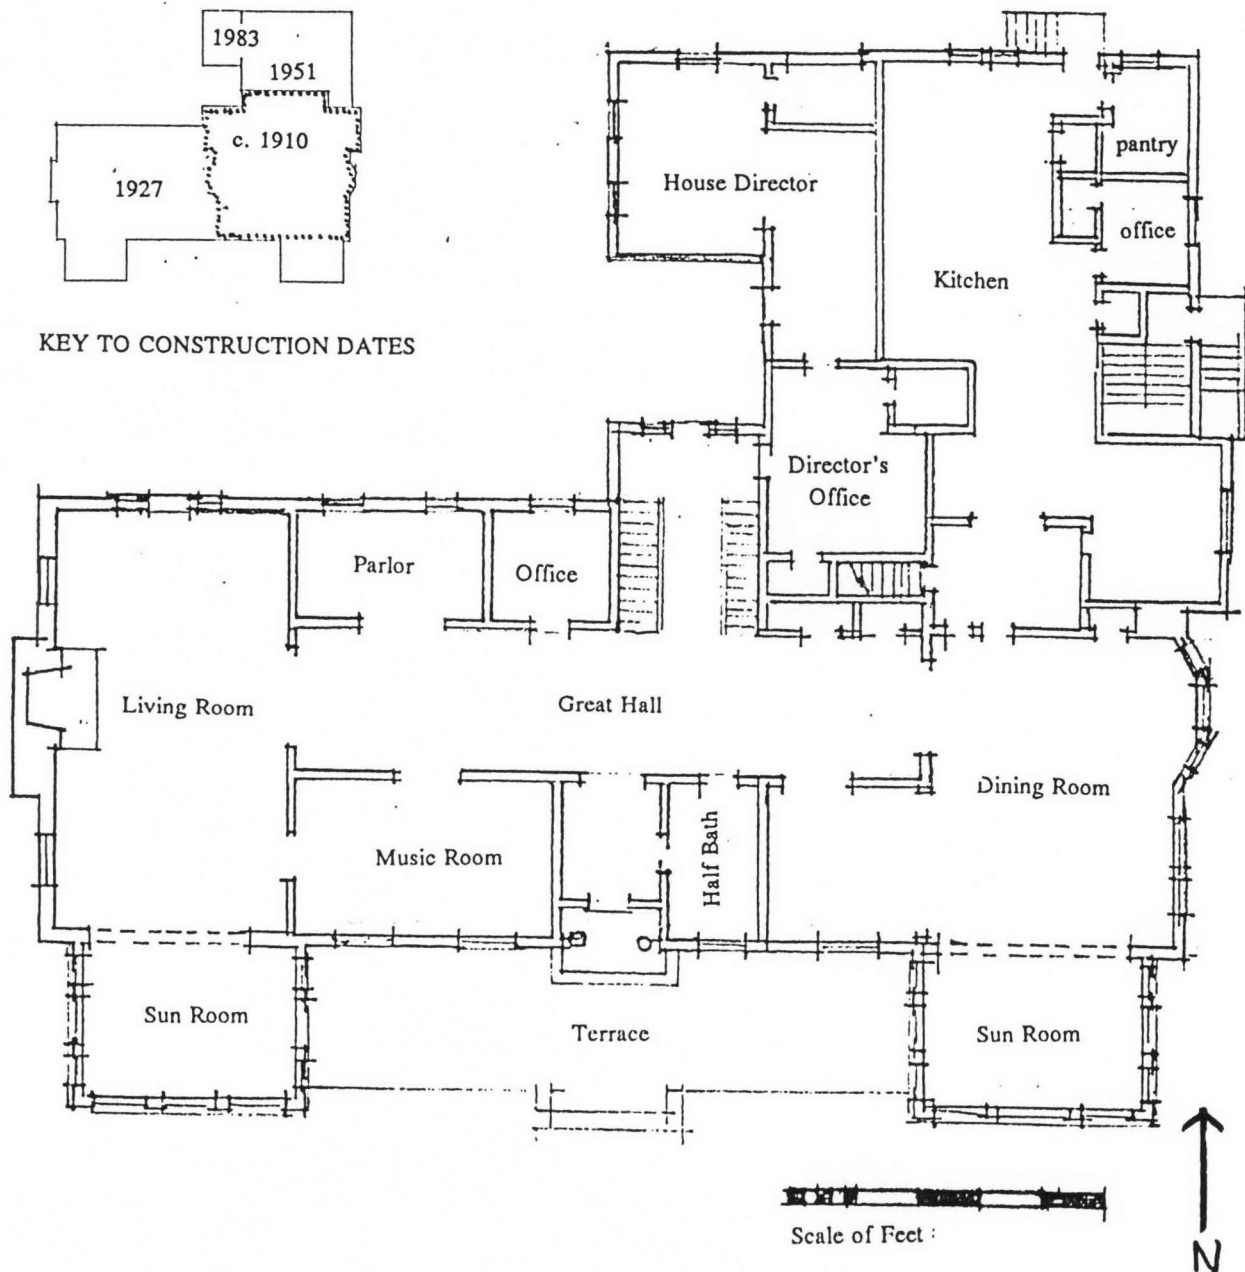 1983
1951
c. 1910
1927
KEY TO CONSTRUCTION DATES
House Director
pantry
office
Kitchen
Director's
Office
Parlor
Office
Living Room
Great Hall
Dining Room
Music Room
Half Bath
Sun Room
Terrace
Sun Room
Scale of Feet :
N